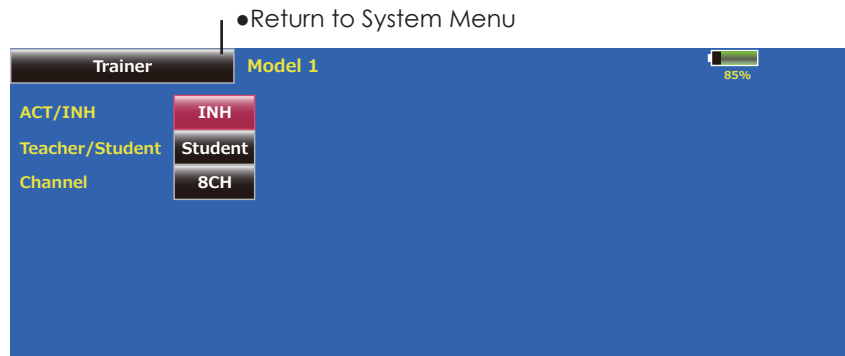 ●Return to System Menu
Trainer Model 1
85%
ACT/INH INH
Teacher/Student Student
Channel 8CH